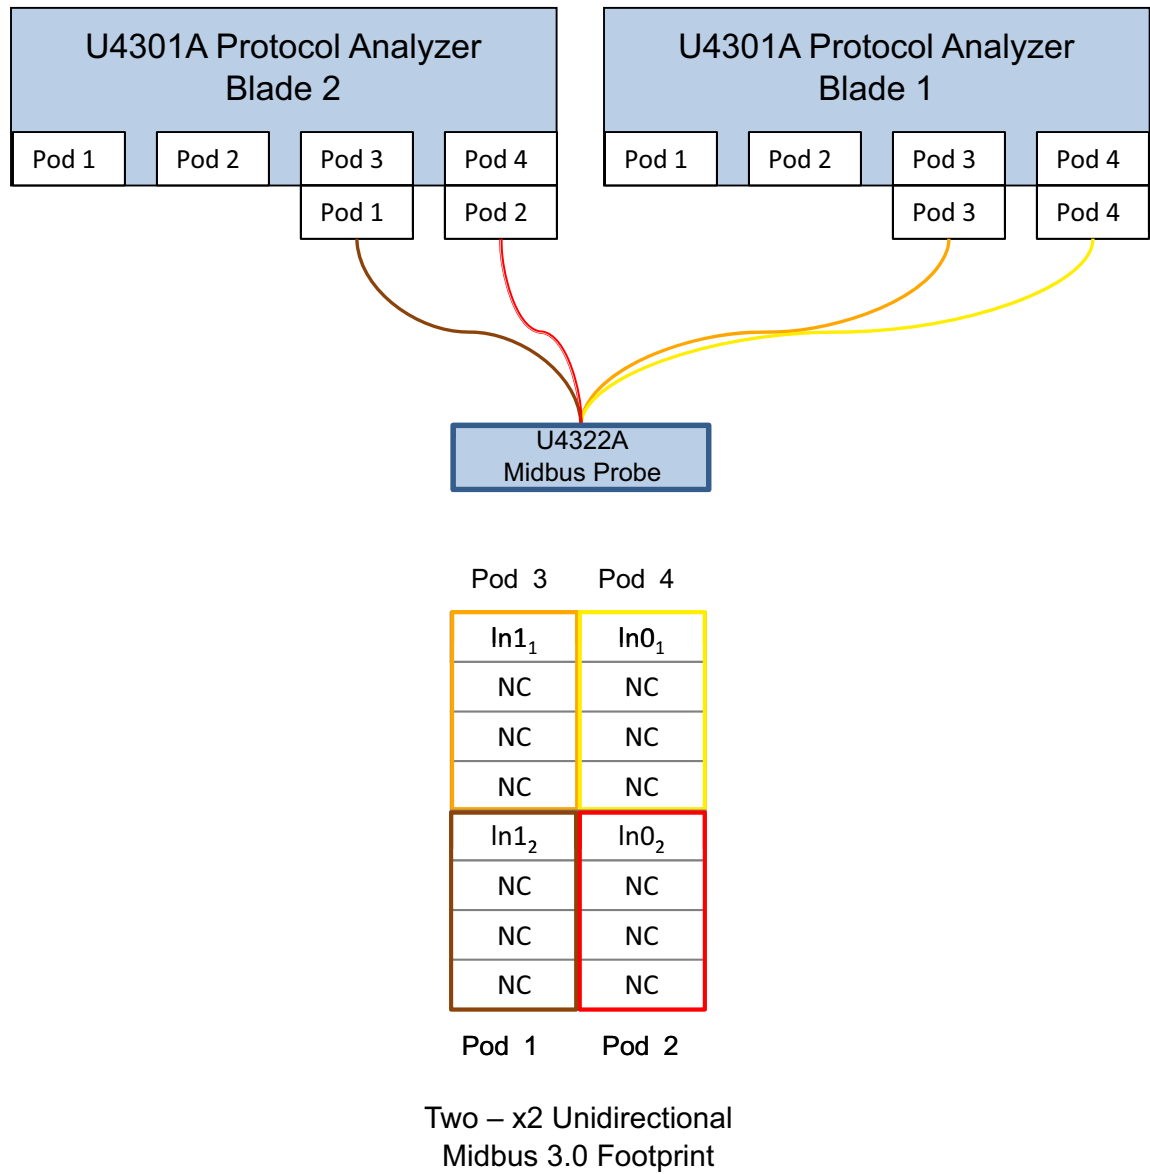 U4301A Protocol Analyzer
Blade 2
U4301A Protocol Analyzer
Blade 1
Pod 1 Pod 2 Pod 3 Pod 4
Pod 1 Pod 2 Pod 3 Pod 4
Pod 1 Pod 2
Pod 3 Pod 4
U4322A
Midbus Probe
Pod 3 Pod 4
In1₁ In0₁
NC NC
NC NC
NC NC
In1₂ In0₂
NC NC
NC NC
NC NC
Pod 1 Pod 2
Two – x2 Unidirectional
Midbus 3.0 Footprint